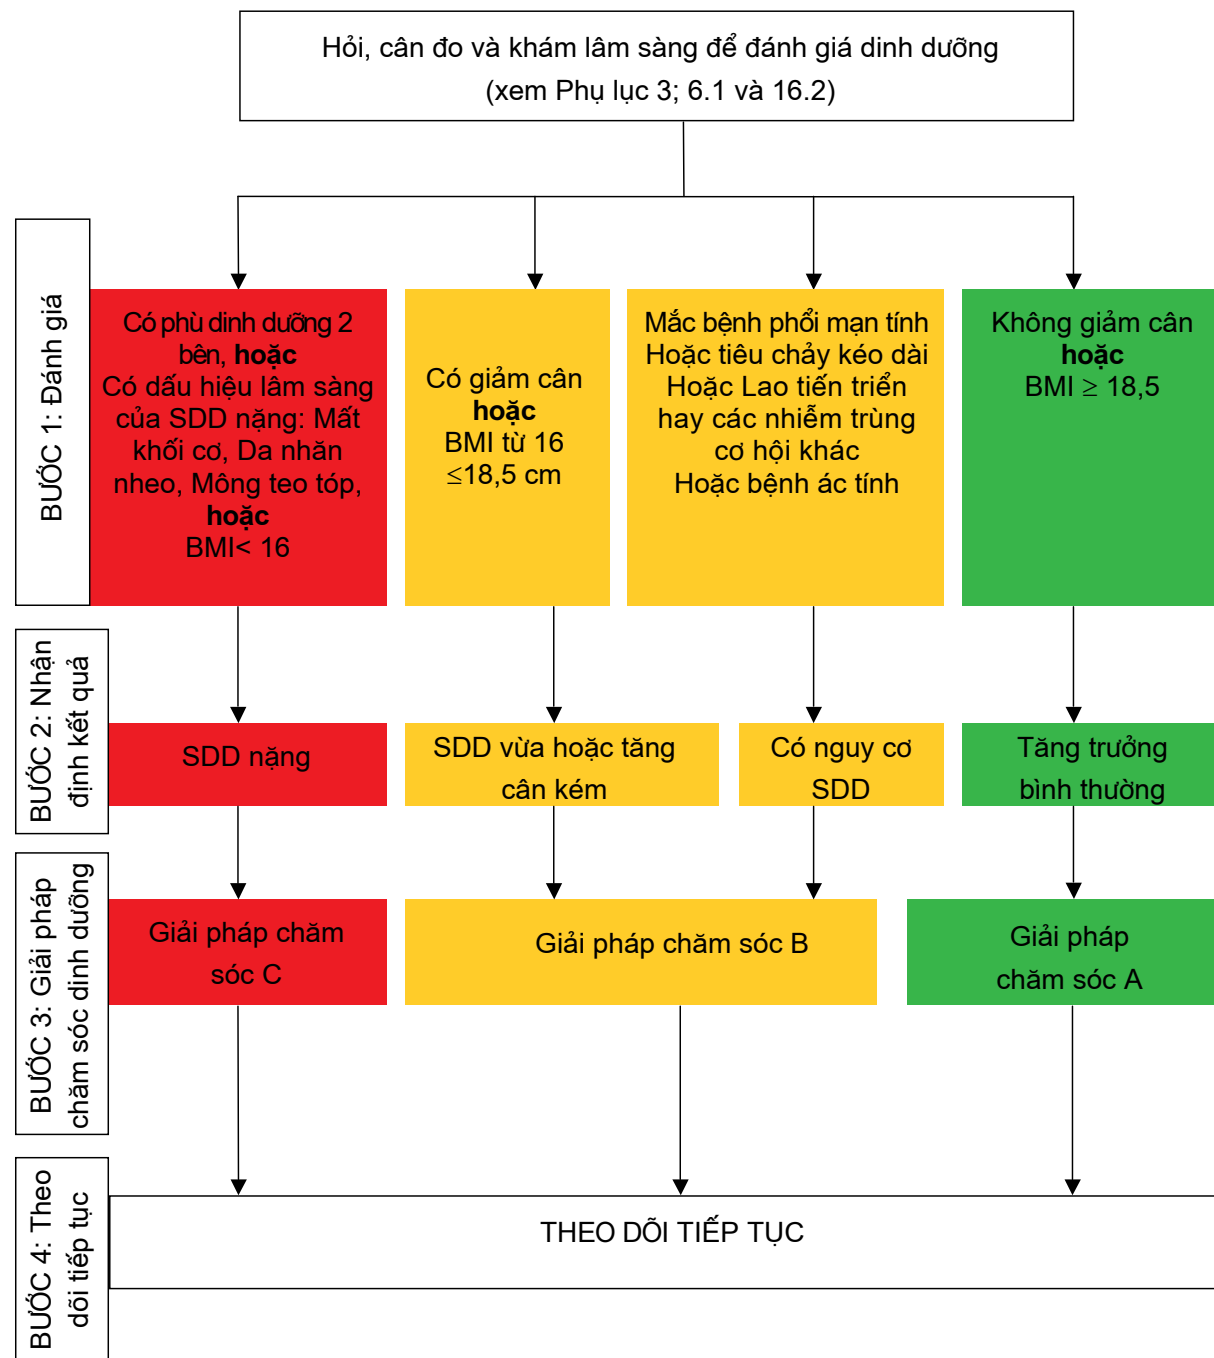 Hỏi, cân đo và khám lâm sàng để đánh giá dinh dưỡng
(xem Phụ lục 3; 6.1 và 16.2)
BƯỚC 1: Đánh giá
Có phù dinh dưỡng 2
bên, hoặc
Có dấu hiệu lâm sàng
của SDD nặng: Mất
khối cơ, Da nhăn
nheo, Mông teo tóp,
hoặc
BMI< 16
Có giảm cân
hoặc
BMI từ 16
≤18,5 cm
Mắc bệnh phổi mạn tính
Hoặc tiêu chảy kéo dài
Hoặc Lao tiến triển
hay các nhiễm trùng
cơ hội khác
Hoặc bệnh ác tính
Không giảm cân
hoặc
BMI ≥ 18,5
BƯỚC 2: Nhận
định kết quả
SDD nặng
SDD vừa hoặc tăng
cân kém
Có nguy cơ
SDD
Tăng trưởng
bình thường
BƯỚC 3: Giải pháp
chăm sóc dinh dưỡng
Giải pháp chăm
sóc C
Giải pháp chăm sóc B
Giải pháp
chăm sóc A
BƯỚC 4: Theo
dõi tiếp tục
THEO DÕI TIẾP TỤC